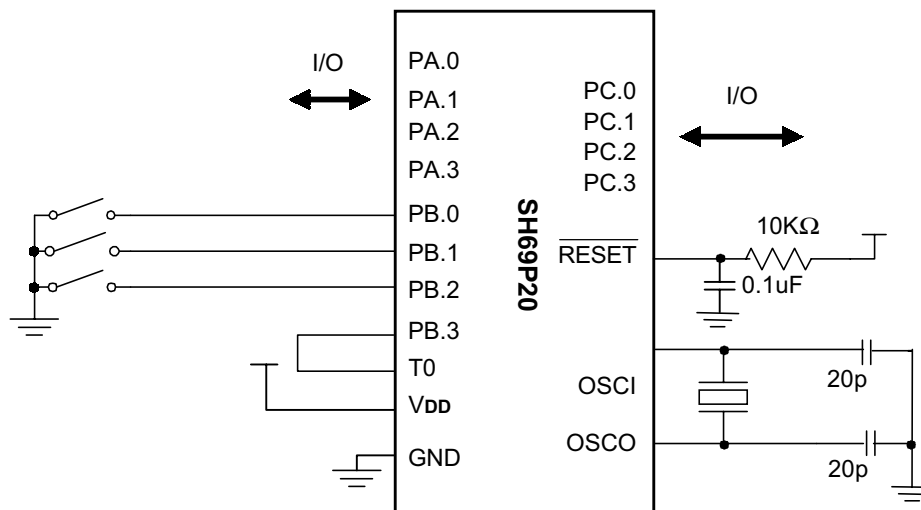 I/O
PA.0
PA.1
PA.2
PA.3
PB.0
PB.1
PB.2
PB.3
T0
VDD
GND
SH69P20
PC.0
PC.1
PC.2
PC.3
RESET
OSCI
OSCO
I/O
10KΩ
0.1uF
20p
20p